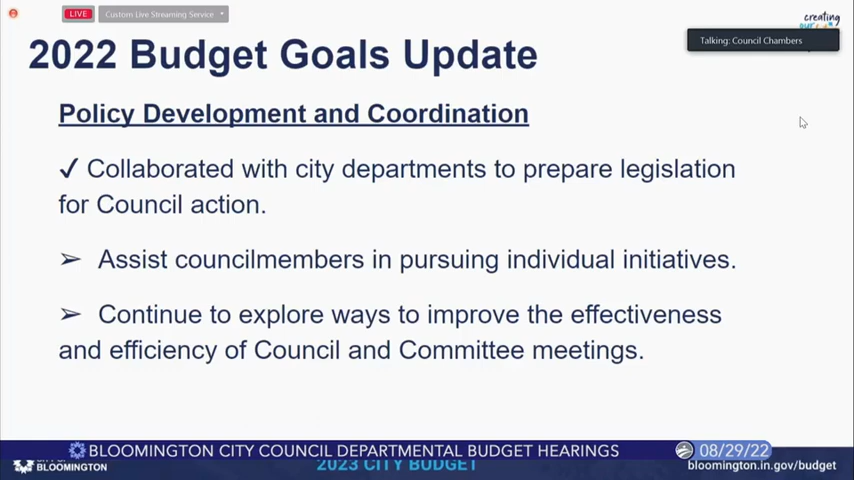 LIVE
Custom Live Streaming Service
creating
Talking: Council Chambers
2022 Budget Goals Update
Policy Development and Coordination
✓ Collaborated with city departments to prepare legislation
for Council action.
➢ Assist councilmembers in pursuing individual initiatives.
➢ Continue to explore ways to improve the effectiveness
and efficiency of Council and Committee meetings.
BLOOMINGTON CITY COUNCIL DEPARTMENTAL BUDGET HEARINGS
08/29/22
BLOOMINGTON
2023 CITY BUDGET
bloomington.in.gov/budget